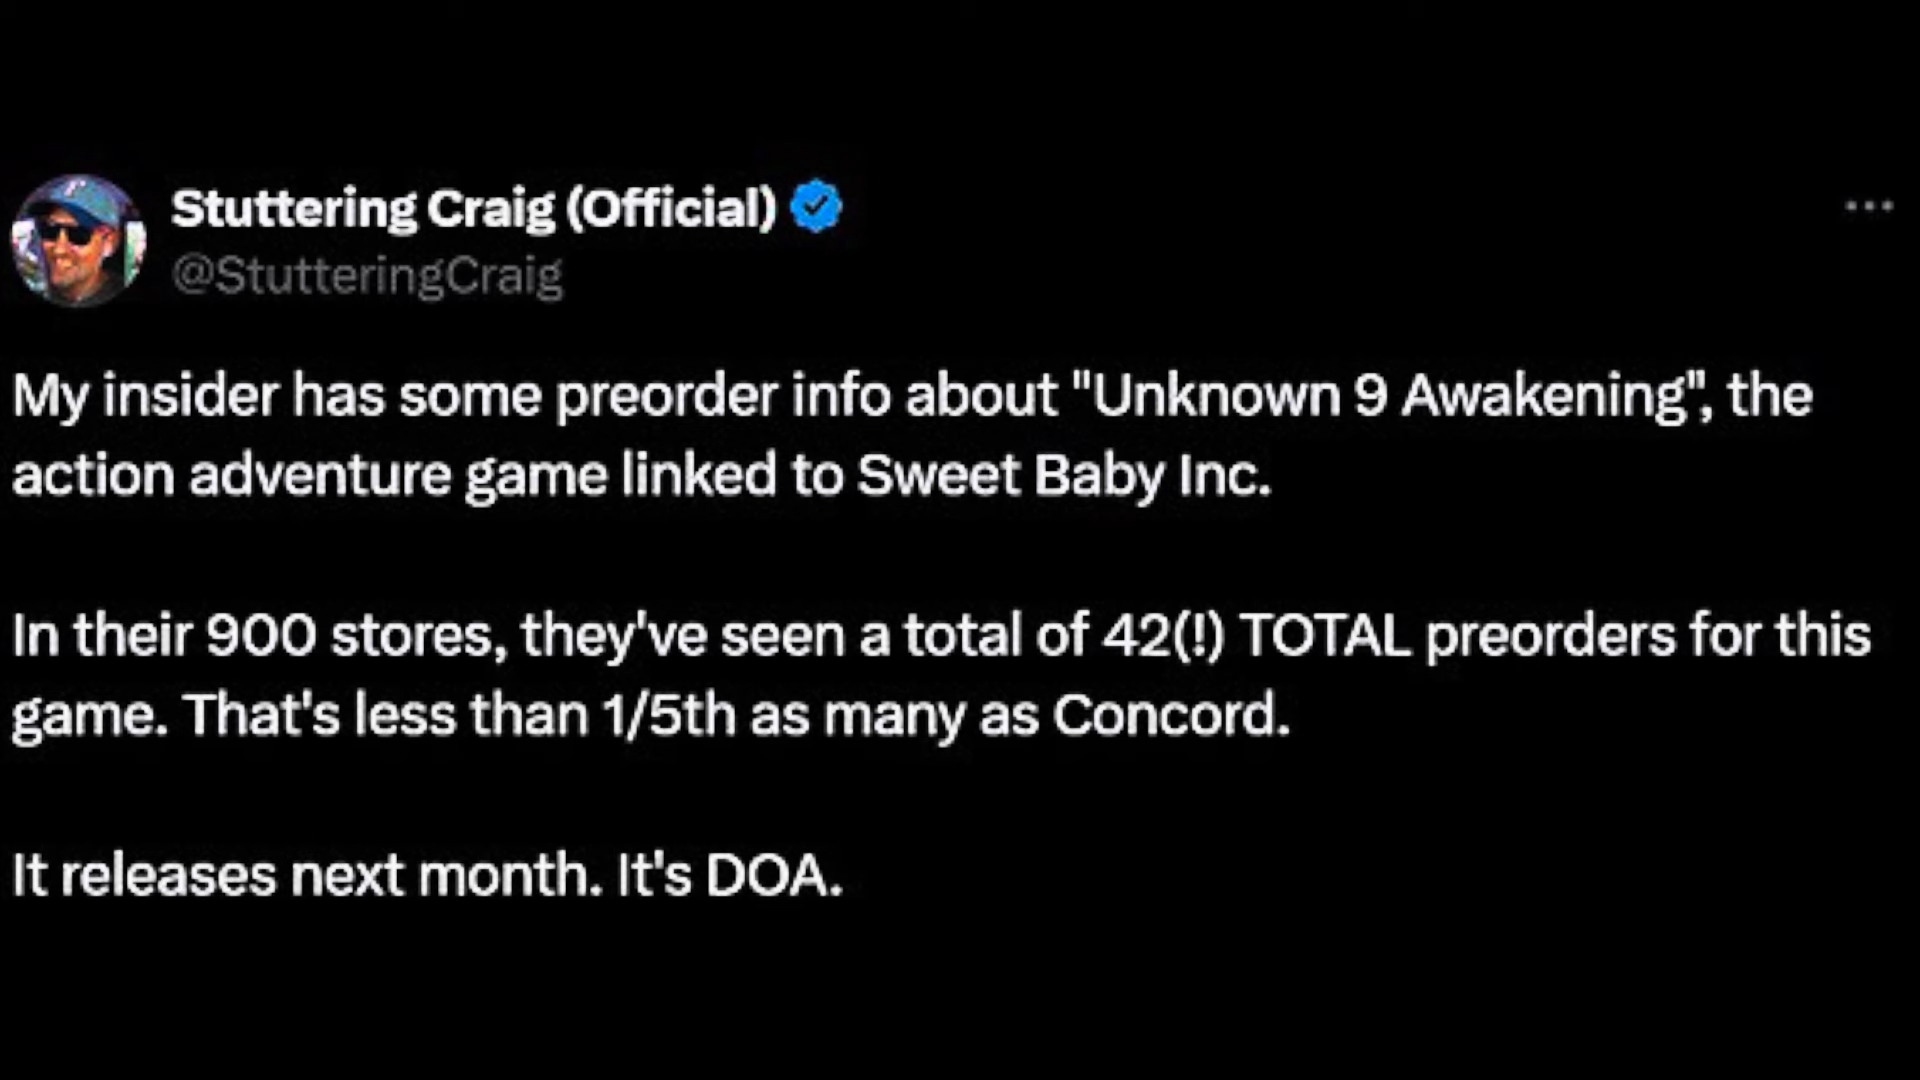 Stuttering Craig (Official)
@StutteringCraig
My insider has some preorder info about "Unknown 9 Awakening", the
action adventure game linked to Sweet Baby Inc.
In their 900 stores, they've seen a total of 42(!) TOTAL preorders for this
game. That's less than 1/5th as many as Concord.
It releases next month. It's DOA.